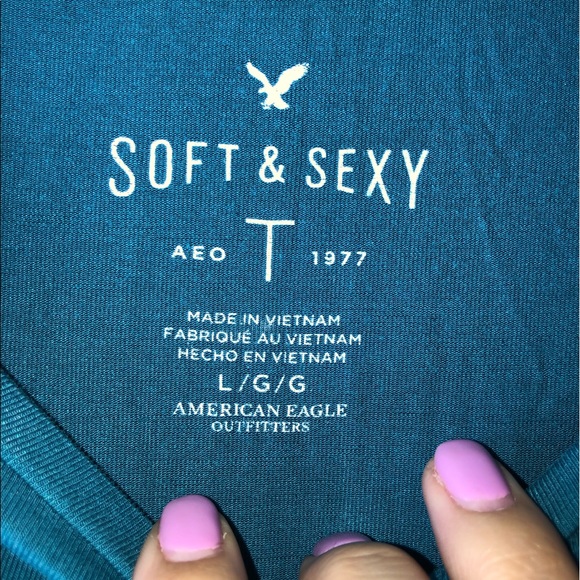 SOFT & SEXY
AEO T 1977
MADE IN VIETNAM
FABRIQUÉ AU VIETNAM
HECHO EN VIETNAM
L/G/G
AMERICAN EAGLE
OUTFITTERS